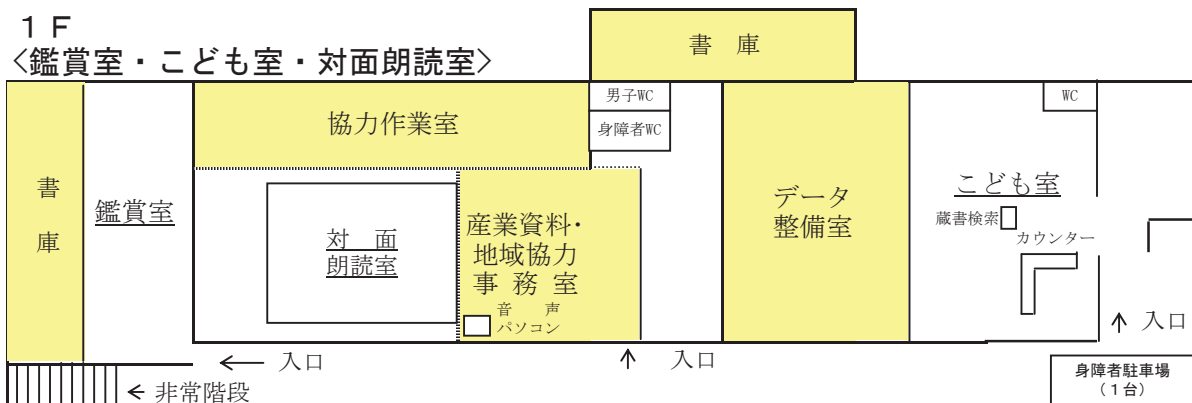 １Ｆ
<鑑賞室・こども室・対面朗読室>
書 庫
協力作業室
男子WC
身障者WC
WC
書
庫
鑑賞室
対 面
朗読室
産業資料・
地域協力
事 務 室
音 声
パソコン
データ
整備室
こども室
蔵書検索
カウンター
← 入口
↑ 入口
↑ 入口
← 非常階段
身障者駐車場
（１台）